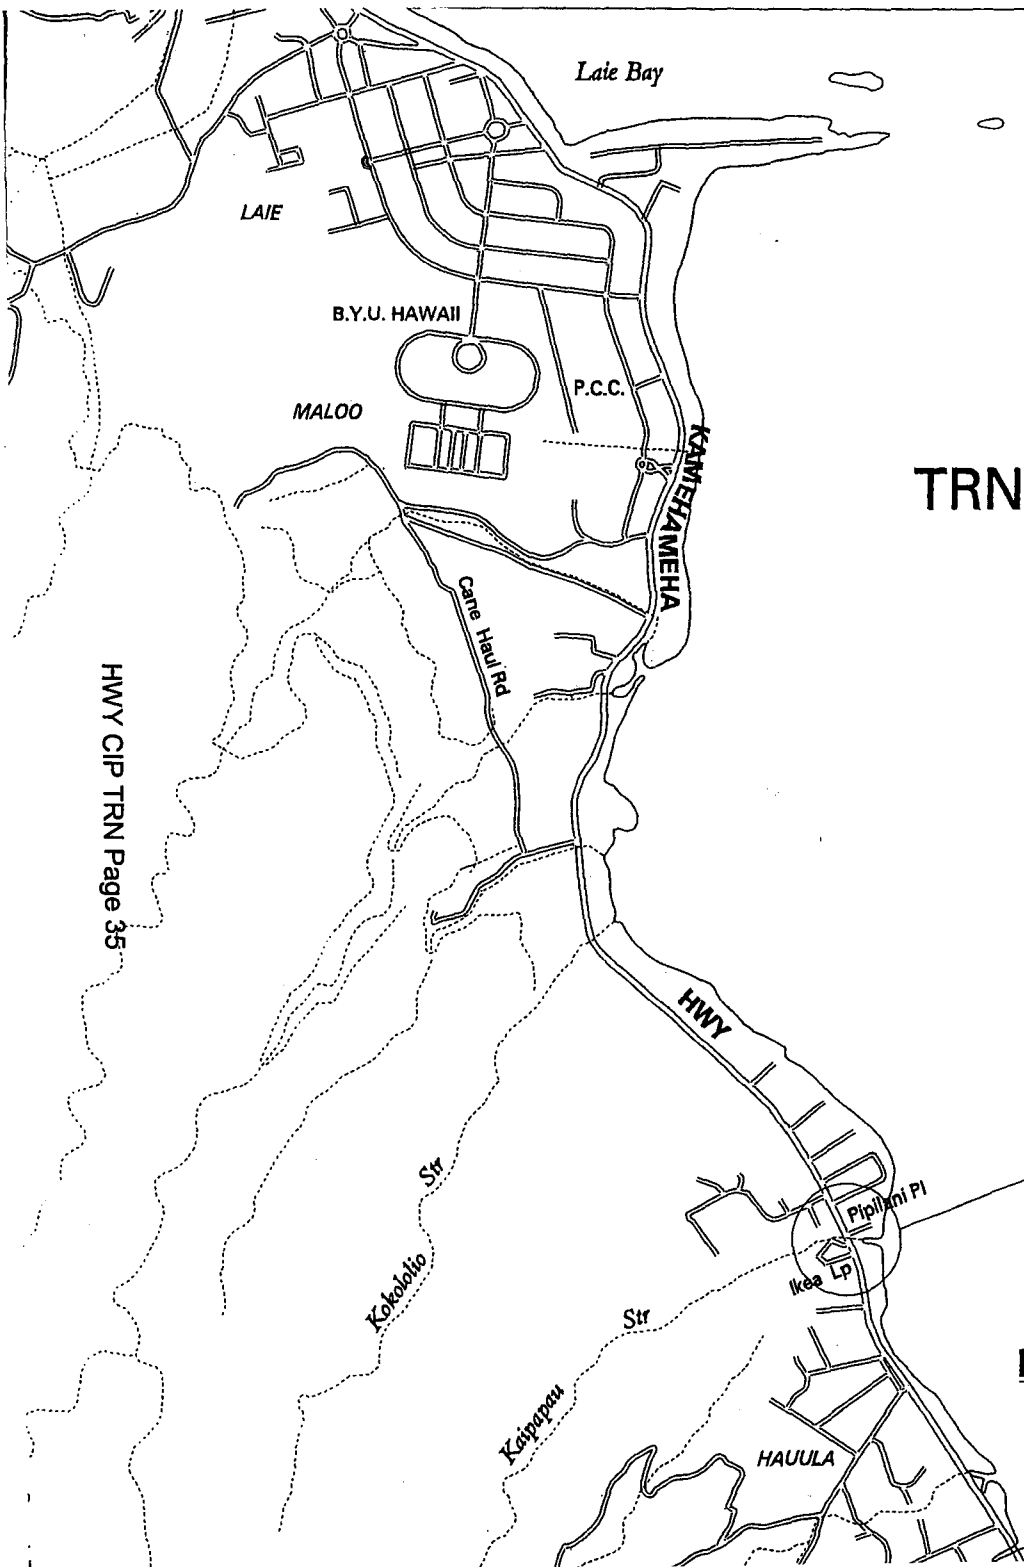 Laie Bay
LAIE
B.Y.U. HAWAII
P.C.C.
MALOO
KAMEHAMEHA
TRN
Cane Haul Rd
HWY CIP TRN Page 35
HWY
Str
Pipilani Pl
Kokololio
Ikea Lp
Str
Kaipapau
HAUULA